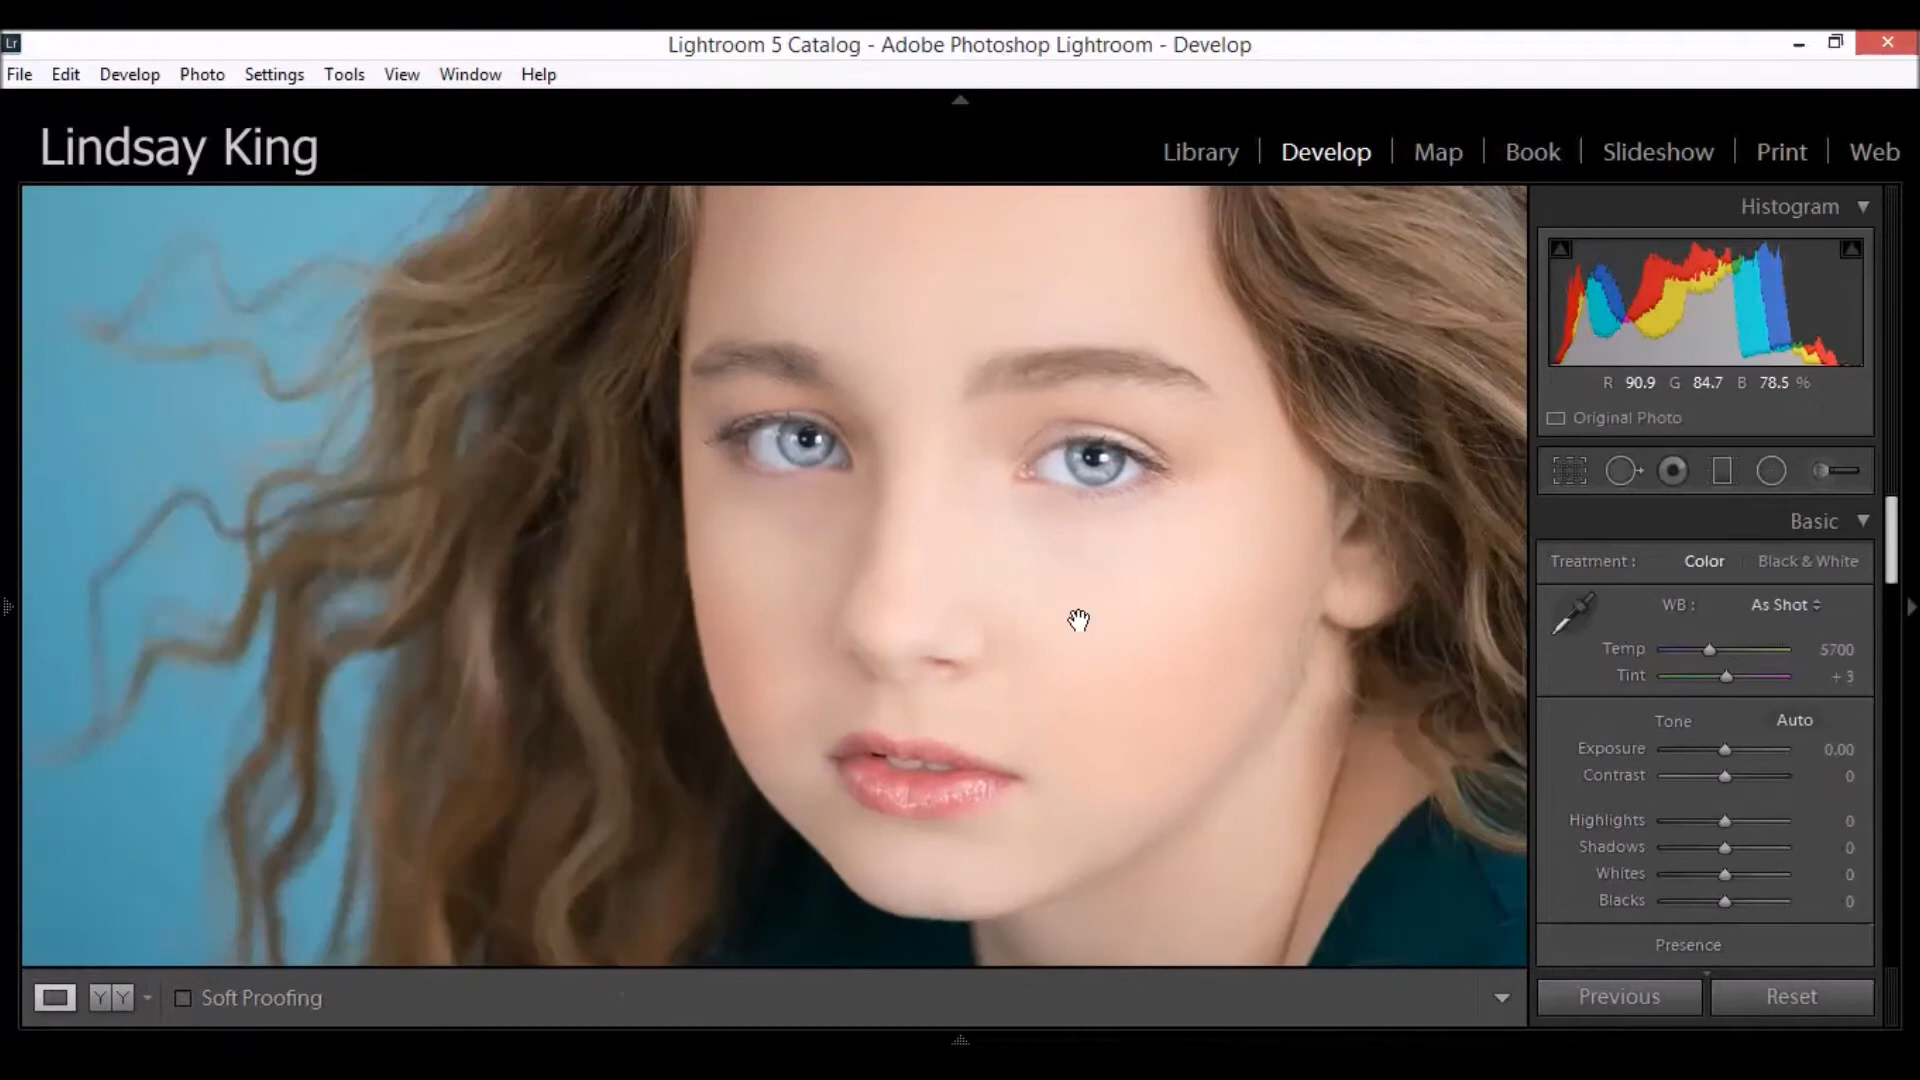 Lr
Lightroom 5 Catalog - Adobe Photoshop Lightroom - Develop
File Edit Develop Photo Settings Tools View Window Help
Lindsay King
Library | Develop | Map | Book | Slideshow | Print | Web
Histogram
R 90.9 G 84.7 B 78.5 %
Original Photo
Basic
Treatment : Color Black & White
WB : As Shot
Temp 5700
Tint + 3
Tone Auto
Exposure 0.00
Contrast 0
Highlights 0
Shadows 0
Whites 0
Blacks 0
Presence
YY Soft Proofing
Previous Reset